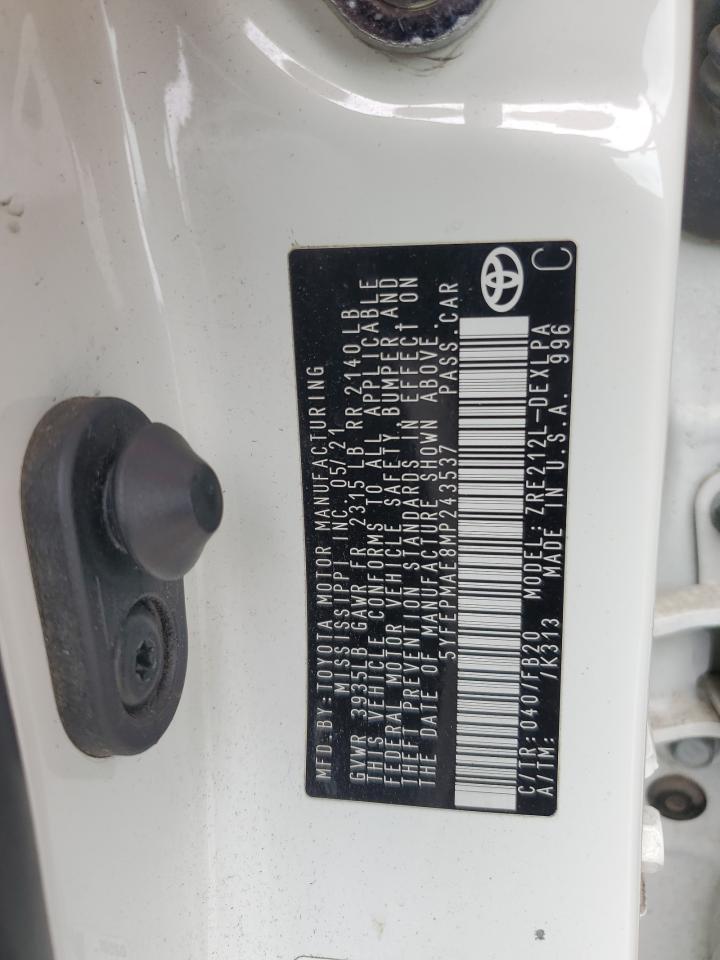 MFD. BY: TOYOTA MOTOR MANUFACTURING
MISSISSIPPI INC. 05/21
GVWR 3935LB GAWR FR 2315 LB RR 2140 LB
THIS VEHICLE CONFORMS TO ALL APPLICABLE
FEDERAL MOTOR VEHICLE SAFETY, BUMPER AND
THEFT PREVENTION STANDARDS IN EFFECT ON
THE DATE OF MANUFACTURE SHOWN ABOVE.
5YFEPMAE8MP243537 PASS.CAR
C/TR: 040/FB20 MODEL: ZRE212L-DEXLPA
A/TM: /K313 MADE IN U.S.A. 996
C